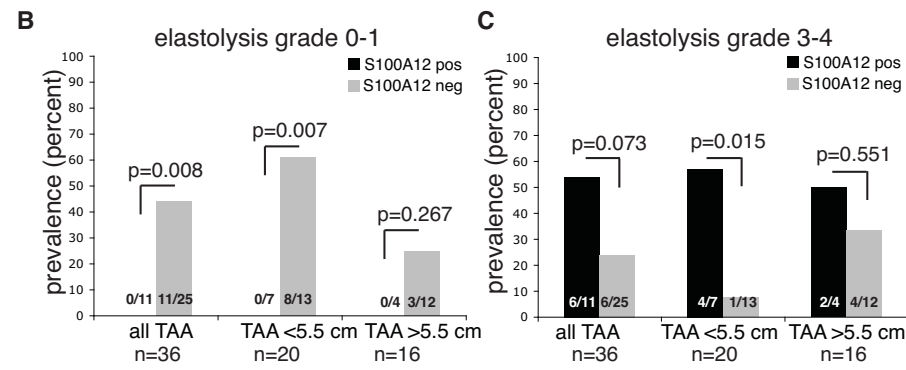 B
elastolysis grade 0-1
prevalence (percent)
100
90
80
70
60
50
40
30
20
10
0
S100A12 pos
S100A12 neg
p=0.008
p=0.007
p=0.267
0/11 11/25
0/7 8/13
0/4 3/12
all TAA
n=36
TAA <5.5 cm
n=20
TAA >5.5 cm
n=16
C
elastolysis grade 3-4
prevalence (percent)
100
90
80
70
60
50
40
30
20
10
0
S100A12 pos
S100A12 neg
p=0.073
p=0.015
p=0.551
6/11 6/25
4/7 1/13
2/4 4/12
all TAA
n=36
TAA <5.5 cm
n=20
TAA >5.5 cm
n=16